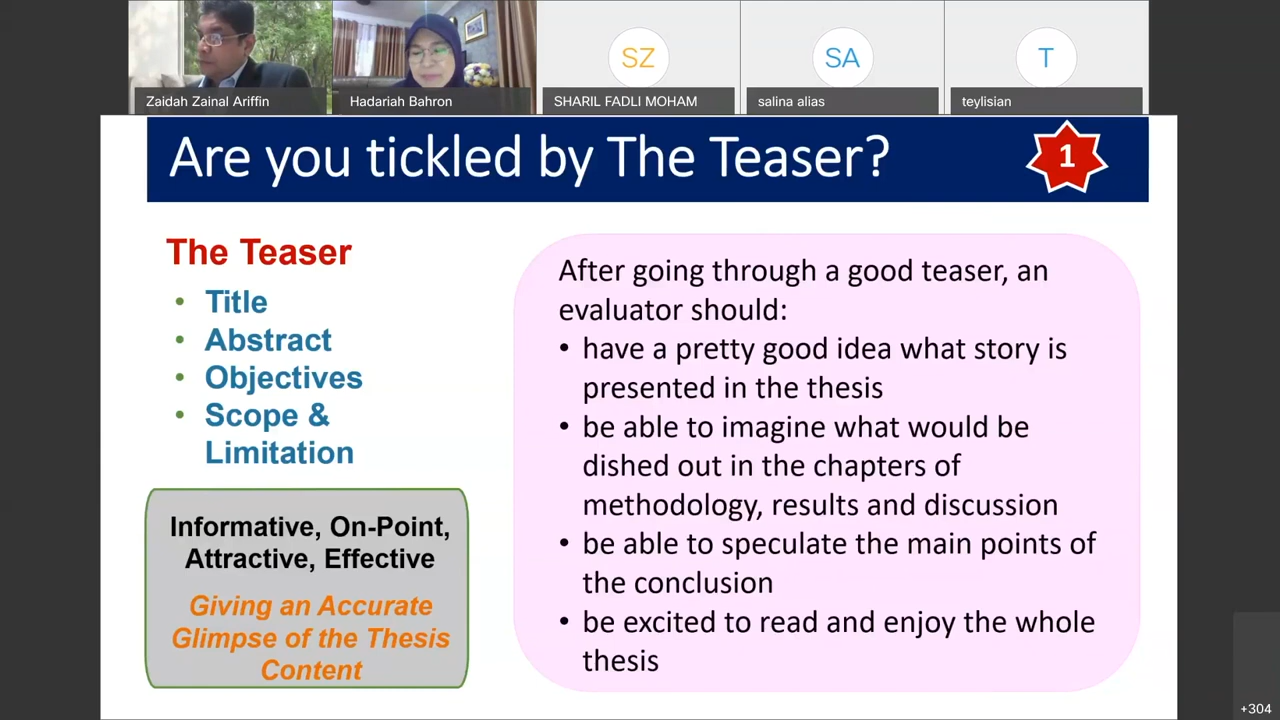 SZ
SA
T
Zaidah Zainal Ariffin
Hadariah Bahron
SHARIL FADLI MOHAM
salina alias
teylisian
Are you tickled by The Teaser?
1
The Teaser
• Title
• Abstract
• Objectives
• Scope &
Limitation
Informative, On-Point,
Attractive, Effective
Giving an Accurate
Glimpse of the Thesis
Content
After going through a good teaser, an
evaluator should:
• have a pretty good idea what story is
presented in the thesis
• be able to imagine what would be
dished out in the chapters of
methodology, results and discussion
• be able to speculate the main points of
the conclusion
• be excited to read and enjoy the whole
thesis
+304